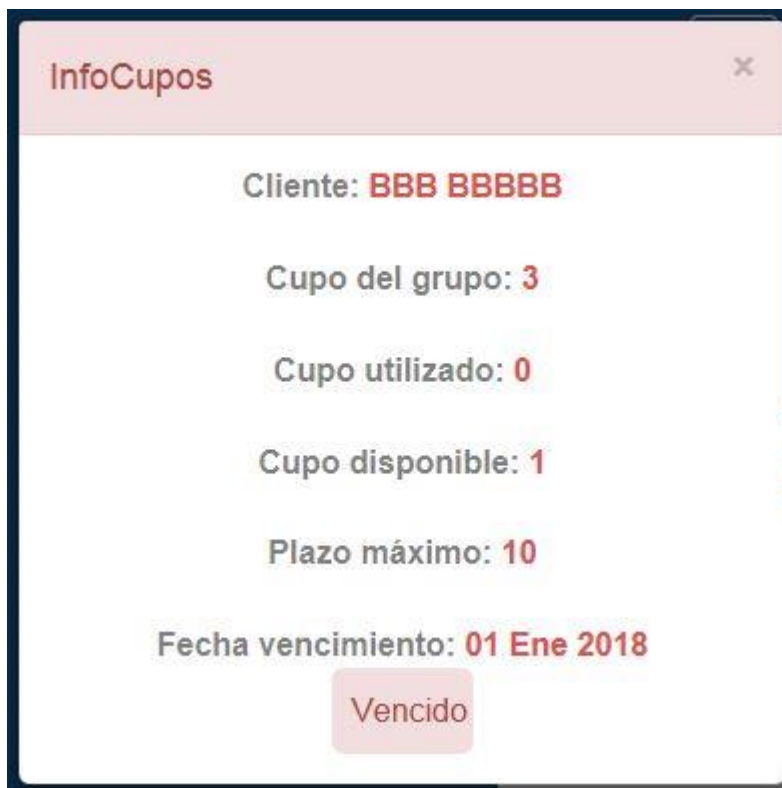 InfoCupos ×
Cliente: BBB BBBBB
Cupo del grupo: 3
Cupo utilizado: 0
Cupo disponible: 1
Plazo máximo: 10
Fecha vencimiento: 01 Ene 2018
Vencido